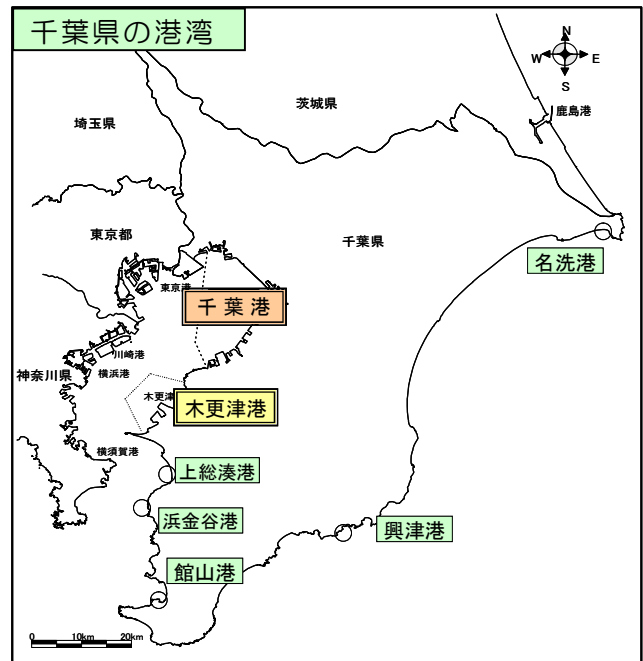 千葉県の港湾
N
W
E
S
茨城県
鹿島港
埼玉県
東京都
千葉県
名洗港
東京港
千葉港
川崎港
神奈川県
横浜港
木更津
木更津港
横須賀港
上総湊港
浜金谷港
興津港
館山港
0 10km 20km